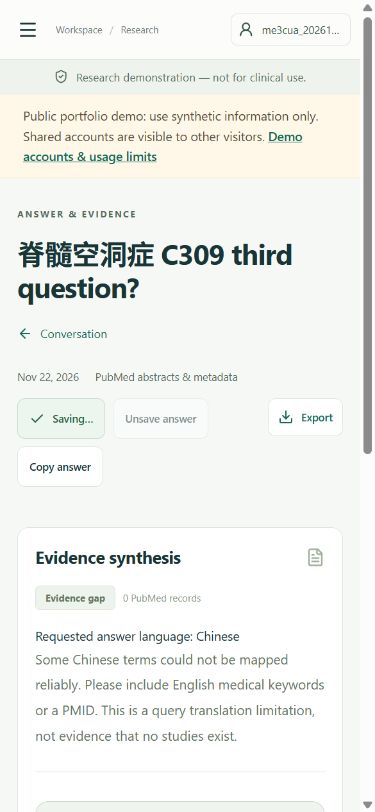 Workspace / Research
me3cua_20261...
Research demonstration — not for clinical use.
Public portfolio demo: use synthetic information only.
Shared accounts are visible to other visitors. Demo
accounts & usage limits
ANSWER & EVIDENCE
脊髓空洞症 C309 third
question?
Conversation
Nov 22, 2026 PubMed abstracts & metadata
Saving...
Unsave answer
Export
Copy answer
Evidence synthesis
Evidence gap
0 PubMed records
Requested answer language: Chinese
Some Chinese terms could not be mapped
reliably. Please include English medical keywords
or a PMID. This is a query translation limitation,
not evidence that no studies exist.